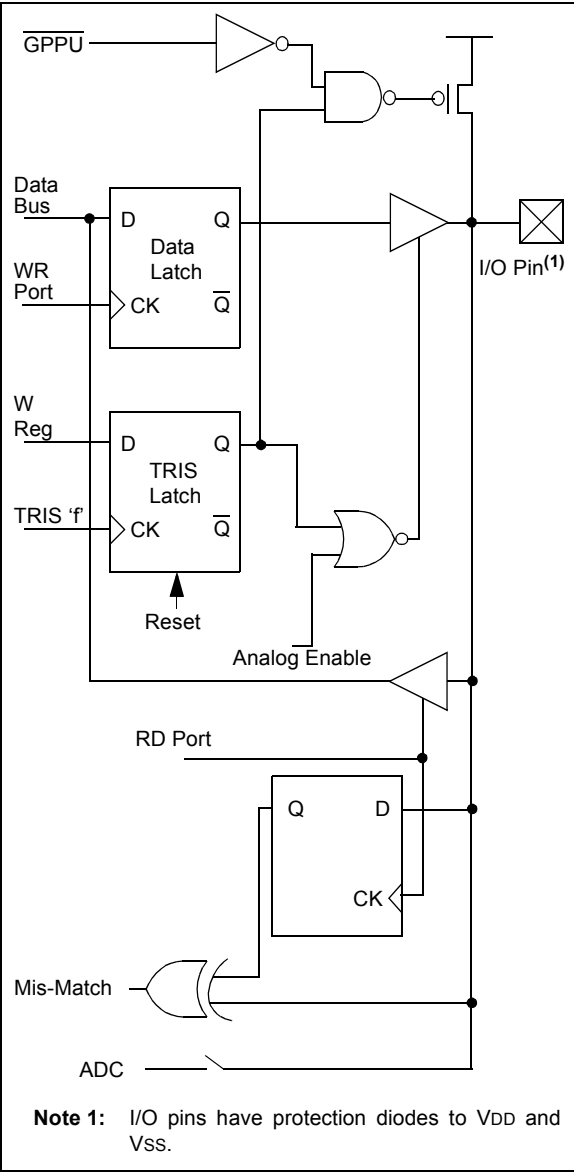 GPPU
Data
Bus
D
Q
Data
Latch
I/O Pin(1)
WR
Port
CK
Q
W
Reg
D
Q
TRIS
Latch
TRIS ‘f’
CK
Q
Reset
Analog Enable
RD Port
Q
D
CK
Mis-Match
ADC
Note 1: I/O pins have protection diodes to VDD and
VSS.